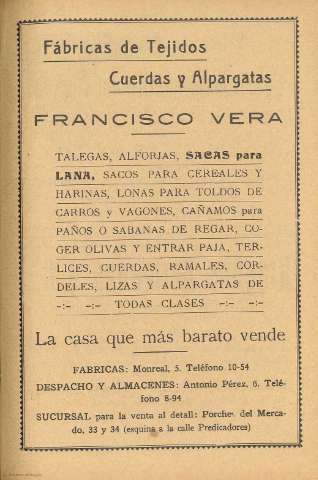 Fábricas de Tejidos
Cuerdas y Alpargatas
FRANCISCO VERA
TALEGAS, ALFORJAS, SACAS para
LANA, SACOS PARA CEREALES Y
HARINAS, LONAS PARA TOLDOS DE
CARROS y VAGONES, CAÑAMOS para
PAÑOS O SABANAS DE REGAR, CO-
GER OLIVAS Y ENTRAR PAJA, TER-
LICES, CUERDAS, RAMALES, COR-
DELES, LIZAS Y ALPARGATAS DE
-:- -:- TODAS CLASES -:- -:-
La casa que más barato vende
FABRICAS: Monreal, 5. Teléfono 10-54
DESPACHO Y ALMACENES: Antonio Pérez, 6. Telé-
fono 8-94
SUCURSAL para la venta al detall: Porches del Merca-
do, 33 y 34 (esquina a la calle Predicadores)